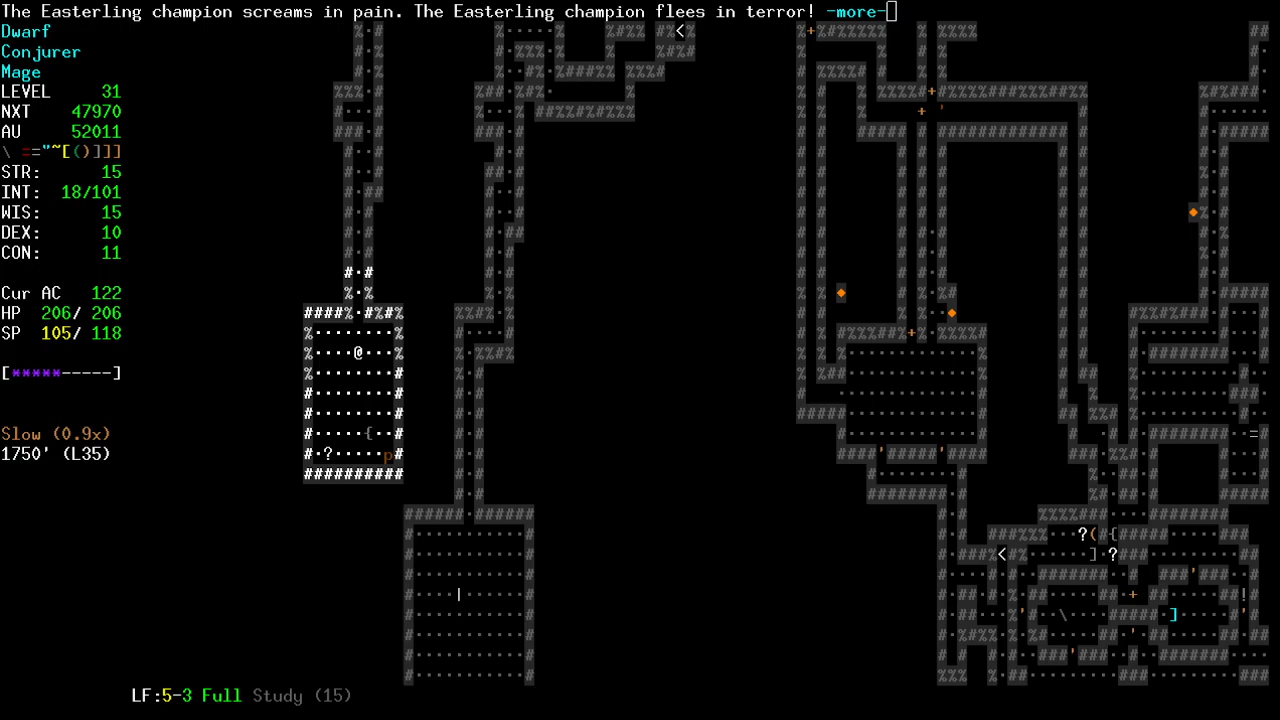 The Easterling champion screams in pain. The Easterling champion flees in terror! -more-
Dwarf
Conjurer
Mage
LEVEL 31
NXT 47970
AU 52011
\ =="~[()]]]
STR: 15
INT: 18/101
WIS: 15
DEX: 10
CON: 11
Cur AC 122
HP 206/ 206
SP 105/ 118
[*****-----]
Slow (0.9x)
1750' (L35)
LF:5-3 Full Study (15)